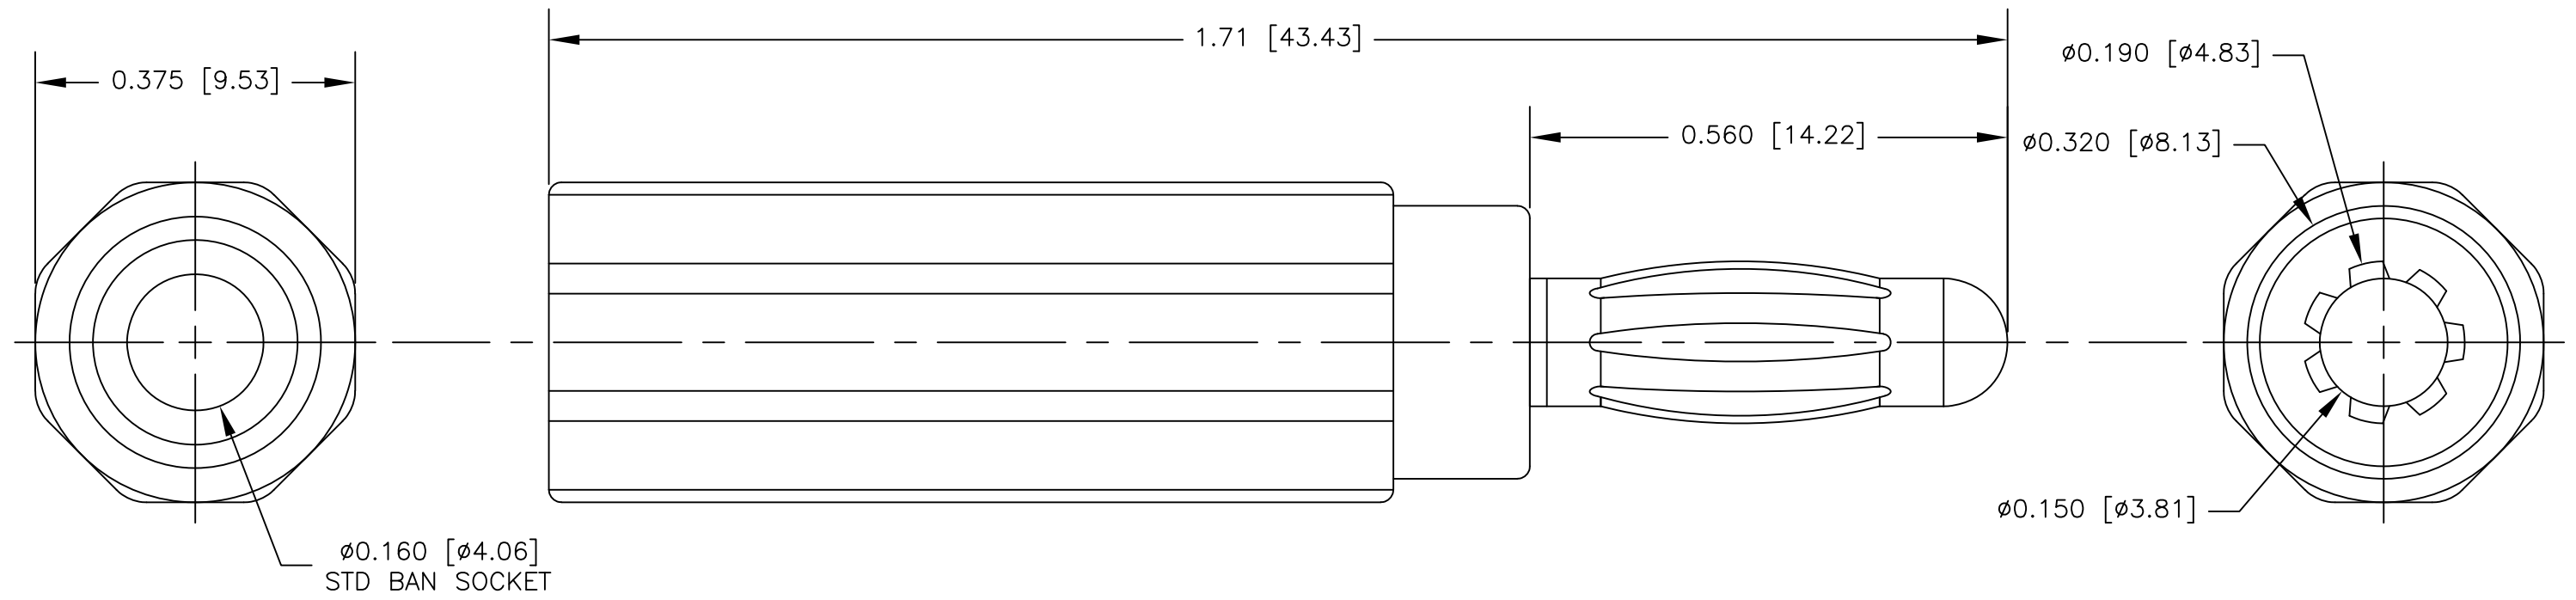 1.71 [43.43]
0.375 [9.53]
ø0.190 [ø4.83]
0.560 [14.22]
ø0.320 [ø8.13]
ø0.150 [ø3.81]
ø0.160 [ø4.06]
STD BAN SOCKET